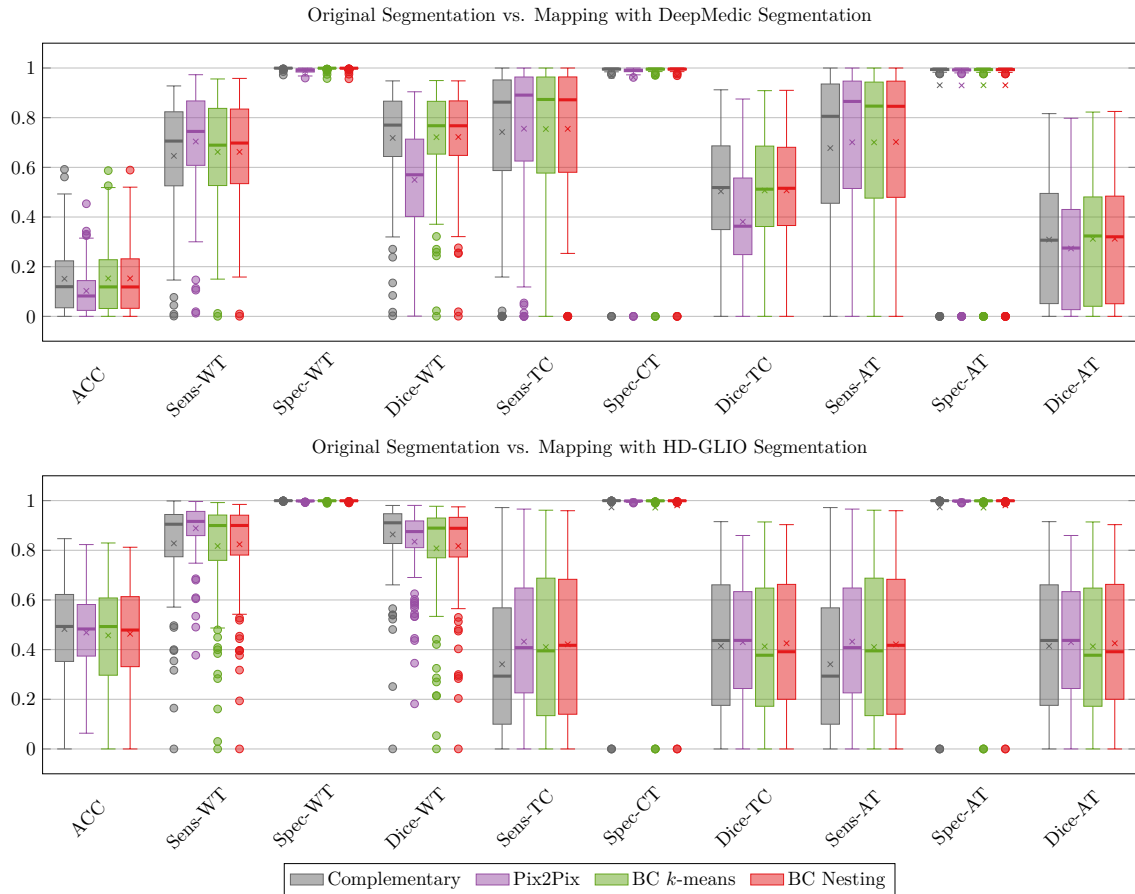 Original Segmentation vs. Mapping with DeepMedic Segmentation
1
0.8
0.6
0.4
0.2
0
ACC
Sens-WT
Spec-WT
Dice-WT
Sens-TC
Spec-CT
Dice-TC
Sens-AT
Spec-AT
Dice-AT
Original Segmentation vs. Mapping with HD-GLIO Segmentation
1
0.8
0.6
0.4
0.2
0
ACC
Sens-WT
Spec-WT
Dice-WT
Sens-TC
Spec-CT
Dice-TC
Sens-AT
Spec-AT
Dice-AT
Complementary Pix2Pix BC k-means BC Nesting